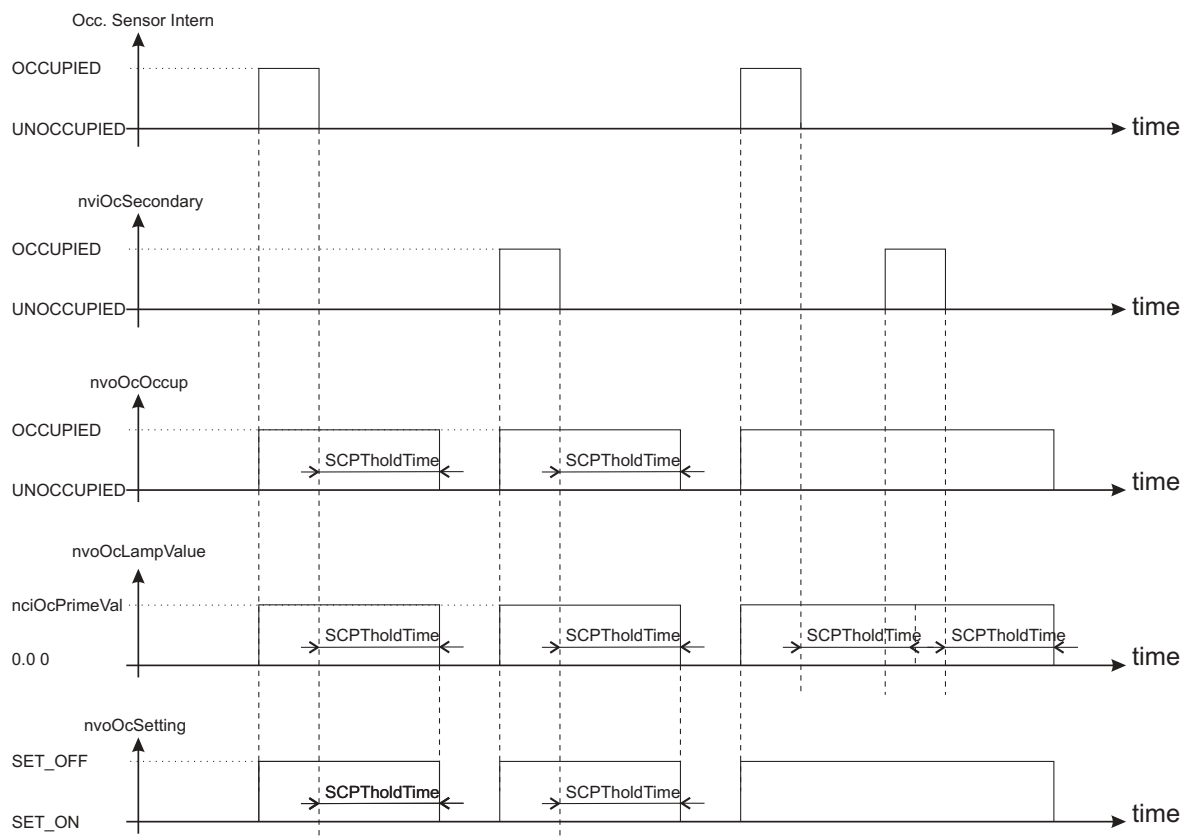 Occ. Sensor Intern
OCCUPIED
UNOCCUPIED
time
nviOcSecondary
OCCUPIED
UNOCCUPIED
time
nvoOcOccup
OCCUPIED
SCPTholdTime
SCPTholdTime
UNOCCUPIED
time
nvoOcLampValue
nciOcPrimeVal
SCPTholdTime
SCPTholdTime
SCPTholdTime
SCPTholdTime
0.0 0
time
nvoOcSetting
SET_OFF
SCPTholdTime
SCPTholdTime
SET_ON
time